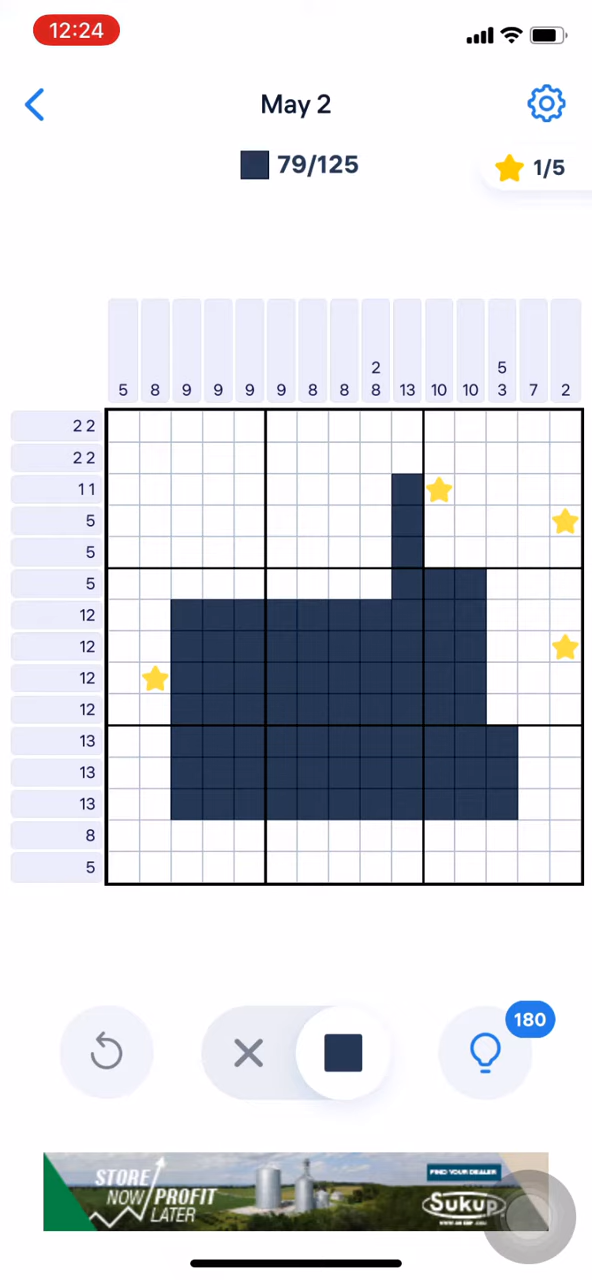 12:24
May 2
79/125
1/5
2 5
5 8 9 9 9 9 8 8 8 13 10 10 3 7 2
2 2
2 2
1 1
5
5
5
12
12
12
12
13
13
13
8
5
180
STORE
NOW PROFIT
LATER
FIND YOUR DEALER
Sukup